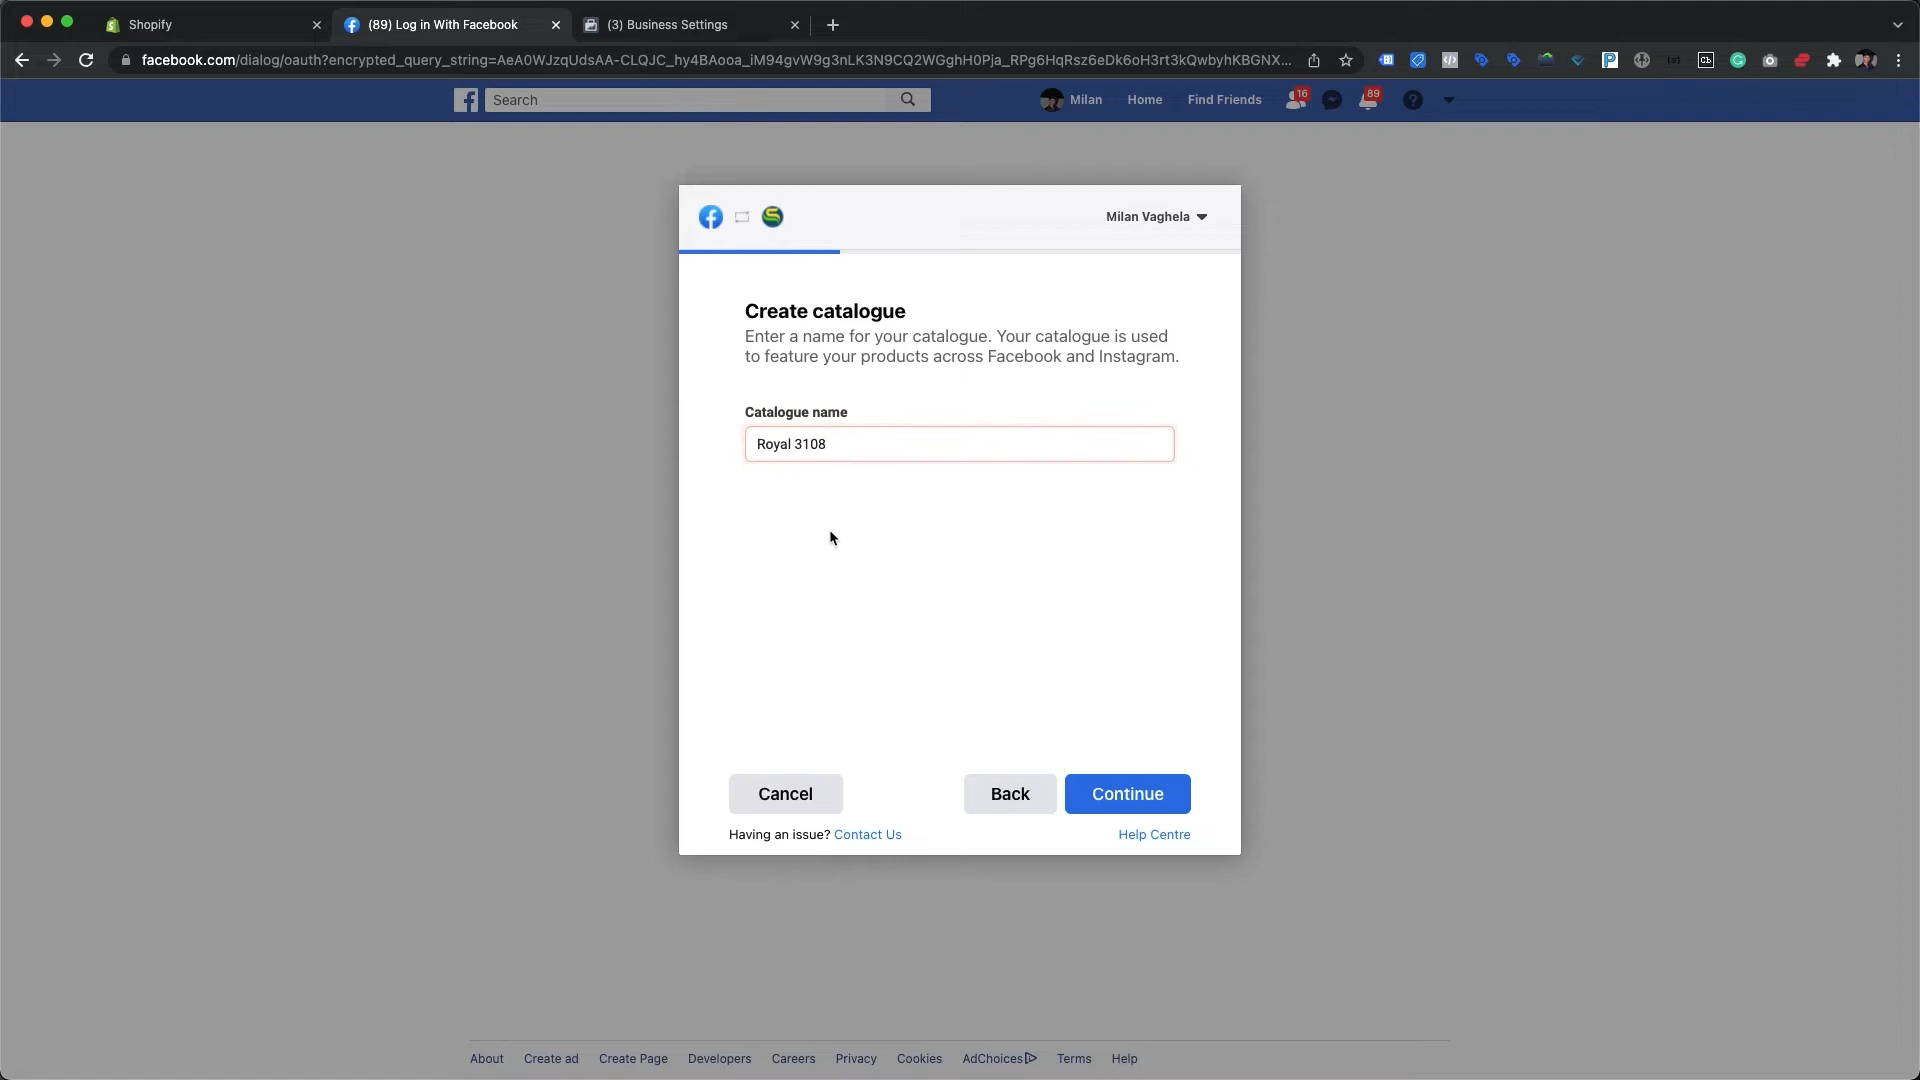 Shopify
(89) Log in With Facebook
(3) Business Settings
facebook.com/dialog/oauth?encrypted_query_string=AeA0WJzqUdsAA-CLQJC_hy4BAooa_iM94gvW9g3nLK3N9CQ2WGghH0Pja_RPg6HqRsz6eDk6oH3rt3kQwbyhKBGNX...
Search
Milan
Home
Find Friends
16
89
Milan Vaghela
Create catalogue
Enter a name for your catalogue. Your catalogue is used
to feature your products across Facebook and Instagram.
Catalogue name
Royal 3108
Cancel
Back
Continue
Having an issue? Contact Us
Help Centre
About
Create ad
Create Page
Developers
Careers
Privacy
Cookies
AdChoices
Terms
Help